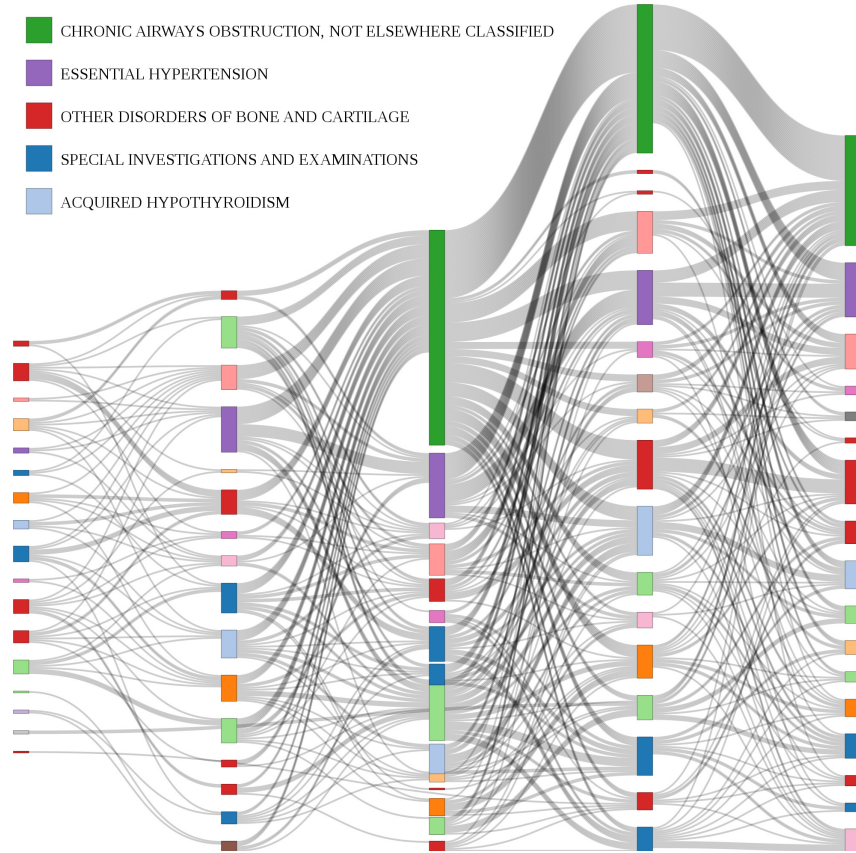 CHRONIC AIRWAYS OBSTRUCTION, NOT ELSEWHERE CLASSIFIED
ESSENTIAL HYPERTENSION
OTHER DISORDERS OF BONE AND CARTILAGE
SPECIAL INVESTIGATIONS AND EXAMINATIONS
ACQUIRED HYPOTHYROIDISM